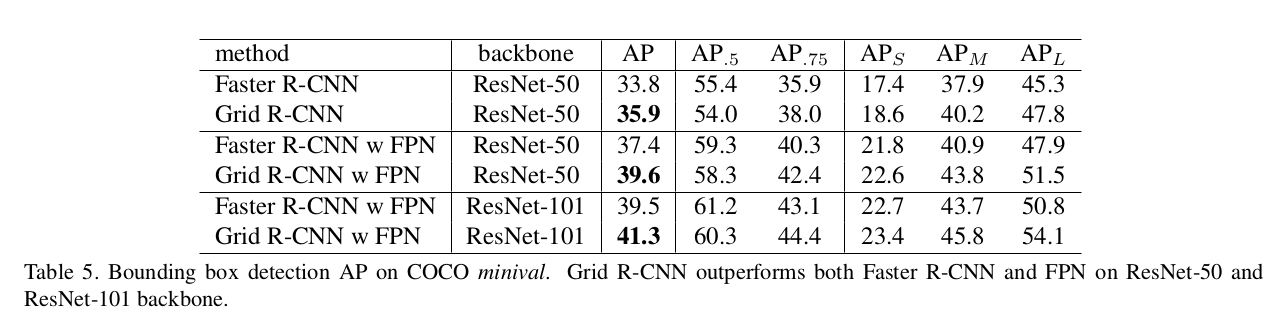 method backbone AP AP.5 AP.75 APS APM APL
Faster R-CNN ResNet-50 33.8 55.4 35.9 17.4 37.9 45.3
Grid R-CNN ResNet-50 35.9 54.0 38.0 18.6 40.2 47.8
Faster R-CNN w FPN ResNet-50 37.4 59.3 40.3 21.8 40.9 47.9
Grid R-CNN w FPN ResNet-50 39.6 58.3 42.4 22.6 43.8 51.5
Faster R-CNN w FPN ResNet-101 39.5 61.2 43.1 22.7 43.7 50.8
Grid R-CNN w FPN ResNet-101 41.3 60.3 44.4 23.4 45.8 54.1
Table 5. Bounding box detection AP on COCO minival. Grid R-CNN outperforms both Faster R-CNN and FPN on ResNet-50 and
ResNet-101 backbone.